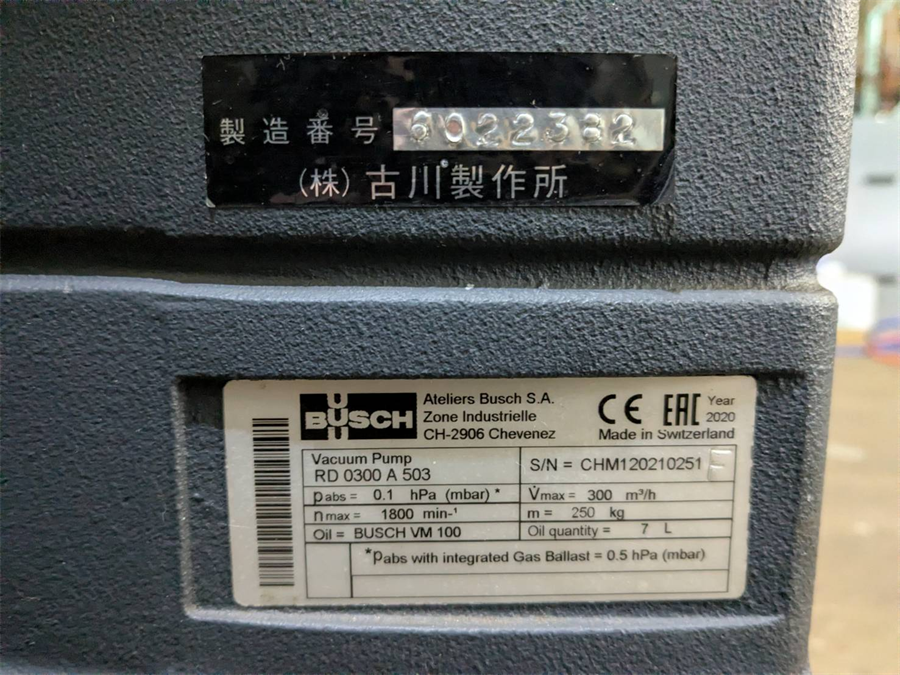 製造番号 6022382
(株)古川製作所
BUSCH
Ateliers Busch S.A.
Zone Industrielle
CH-2906 Chevenez
CE EAC Year 2020
Made in Switzerland
Vacuum Pump
RD 0300 A 503
S/N = CHM120210251
pabs = 0.1 hPa (mbar) *
V̇max = 300 m³/h
nmax = 1800 min-¹
m = 250 kg
Oil = BUSCH VM 100
Oil quantity = 7 L
*pabs with integrated Gas Ballast = 0.5 hPa (mbar)